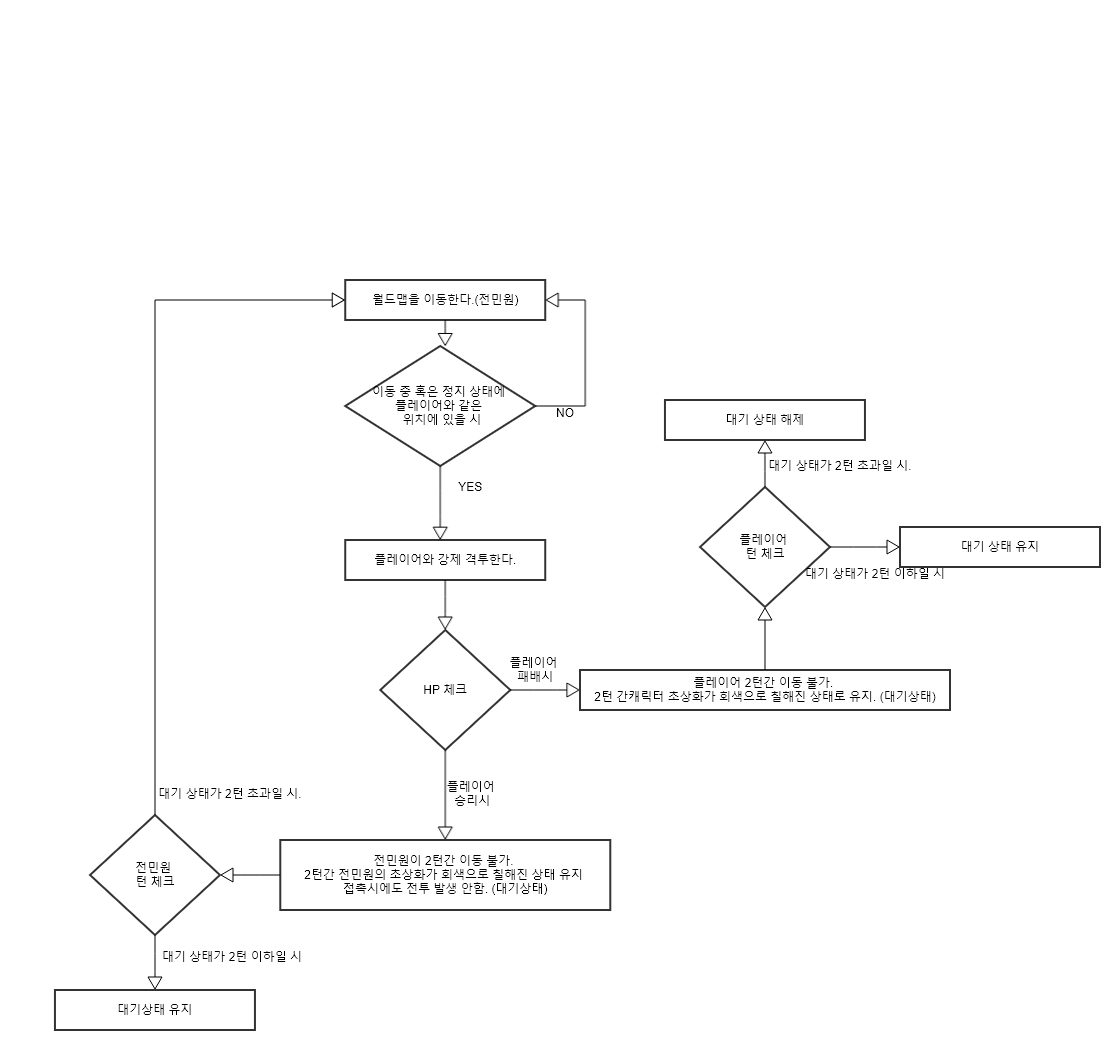 월드맵을 이동한다.(전민원)
이동 중 혹은 정지 상태에
플레이어와 같은
위치에 있을 시
NO
YES
플레이어와 강제 격투한다.
HP 체크
플레이어
패배시
플레이어 2턴간 이동 불가.
2턴 간캐릭터 초상화가 회색으로 칠해진 상태로 유지. (대기상태)
플레이어
턴 체크
대기 상태가 2턴 초과일 시.
대기 상태 해제
대기 상태가 2턴 이하일 시
대기 상태 유지
플레이어
승리시
전민원이 2턴간 이동 불가.
2턴간 전민원의 초상화가 회색으로 칠해진 상태 유지
접촉시에도 전투 발생 안함. (대기상태)
전민원
턴 체크
대기 상태가 2턴 초과일 시.
대기 상태가 2턴 이하일 시
대기상태 유지